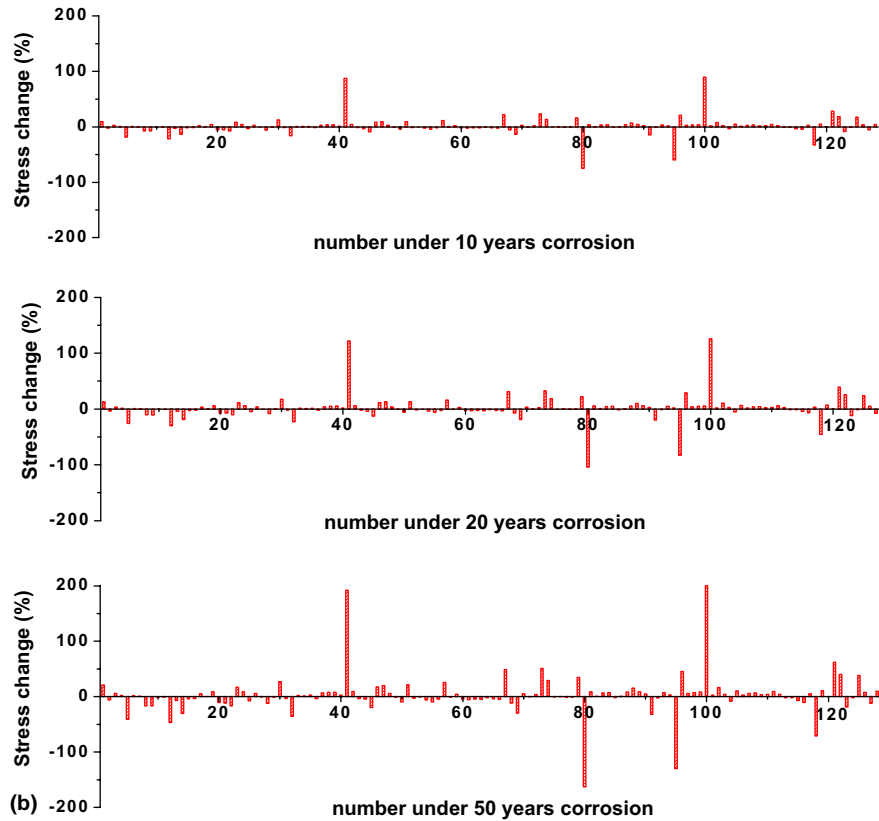 200
100
0
-100
-200
Stress change (%)
20 40 60 80 100 120
number under 10 years corrosion
200
100
0
-100
-200
Stress change (%)
20 40 60 80 100 120
number under 20 years corrosion
200
100
0
-100
-200
Stress change (%)
20 40 60 80 100 120
number under 50 years corrosion
(b)